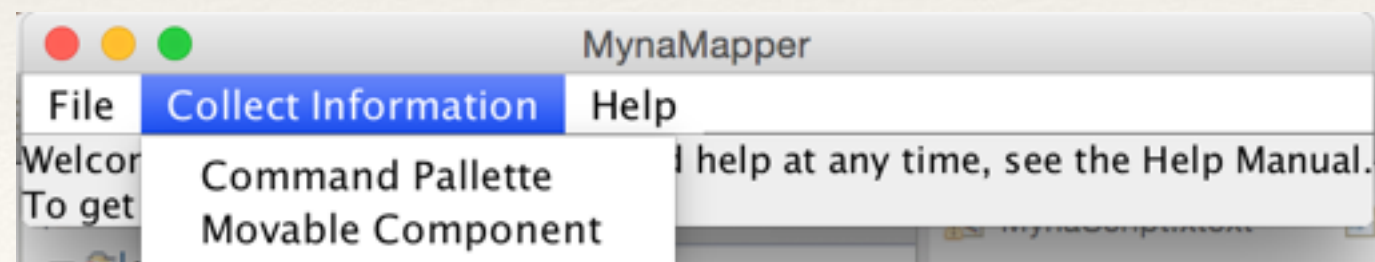 MynaMapper
File Collect Information Help
Welcor d help at any time, see the Help Manual.
To get
Command Pallette
Movable Component